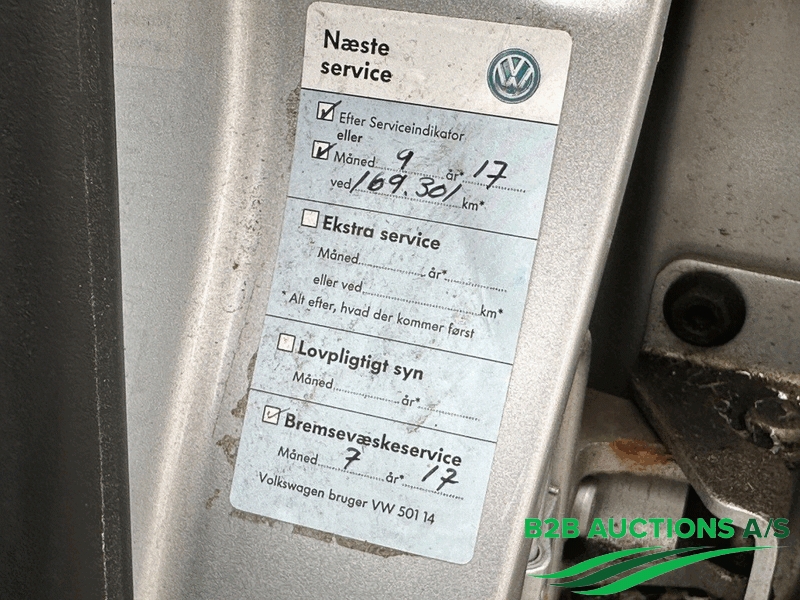 Næste
service
Efter Serviceindikator
eller
Måned 9 år* 17
ved 169.301 km*
Ekstra service
Måned år*
eller ved km*
*Alt efter, hvad der kommer først
Lovpligtigt syn
Måned år*
Bremsevæskeservice
Måned 7 år* 17
Volkswagen bruger VW 501 14
B2B AUCTIONS A/S